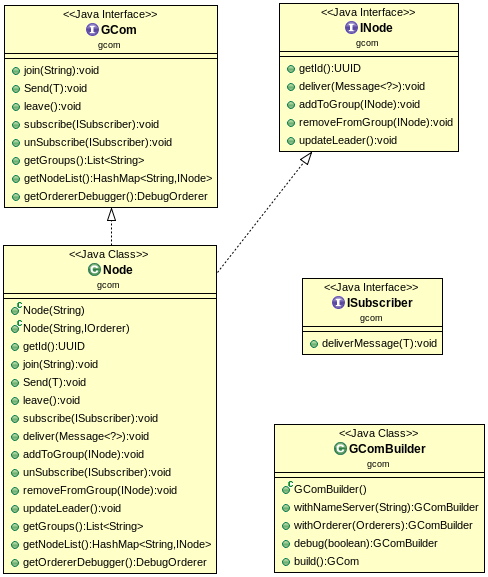 <<Java Interface>>
GCom
gcom
join(String):void
Send(T):void
leave():void
subscribe(ISubscriber):void
unSubscribe(ISubscriber):void
getGroups():List<String>
getNodeList():HashMap<String,INode>
getOrdererDebugger():DebugOrderer
<<Java Interface>>
INode
gcom
getId():UUID
deliver(Message<?>):void
addToGroup(INode):void
removeFromGroup(INode):void
updateLeader():void
<<Java Class>>
Node
gcom
Node(String)
Node(String,IOrderer)
getId():UUID
join(String):void
Send(T):void
leave():void
subscribe(ISubscriber):void
deliver(Message<?>):void
addToGroup(INode):void
unSubscribe(ISubscriber):void
removeFromGroup(INode):void
updateLeader():void
getGroups():List<String>
getNodeList():HashMap<String,INode>
getOrdererDebugger():DebugOrderer
<<Java Interface>>
ISubscriber
gcom
deliverMessage(T):void
<<Java Class>>
GComBuilder
gcom
GComBuilder()
withNameServer(String):GComBuilder
withOrderer(Orderers):GComBuilder
debug(boolean):GComBuilder
build():GCom